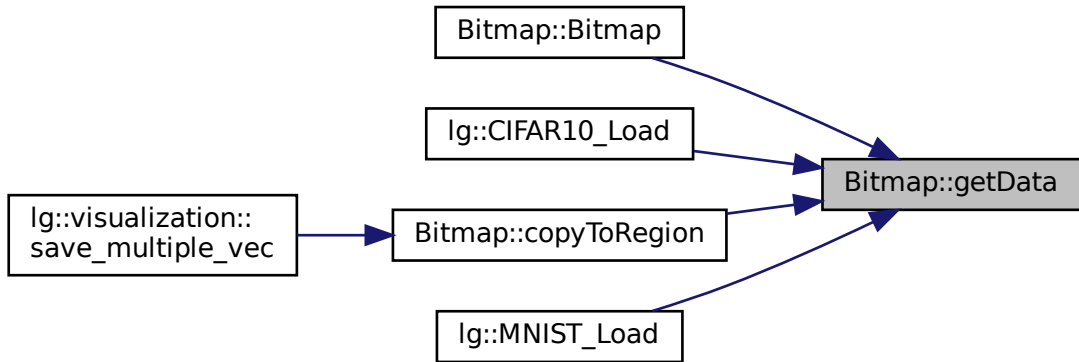 Bitmap::Bitmap
lg::CIFAR10_Load
Bitmap::getData
lg::visualization::
save_multiple_vec
Bitmap::copyToRegion
lg::MNIST_Load